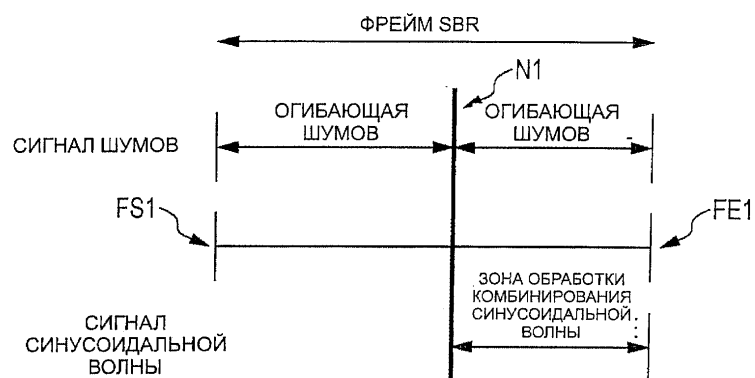 ФРЕЙМ SBR
N1
ОГИБАЮЩАЯ
ШУМОВ
ОГИБАЮЩАЯ
ШУМОВ
СИГНАЛ ШУМОВ
FS1
FE1
ЗОНА ОБРАБОТКИ
КОМБИНИРОВАНИЯ
СИНУСОИДАЛЬНОЙ
ВОЛНЫ
СИГНАЛ
СИНУСОИДАЛЬНОЙ
ВОЛНЫ